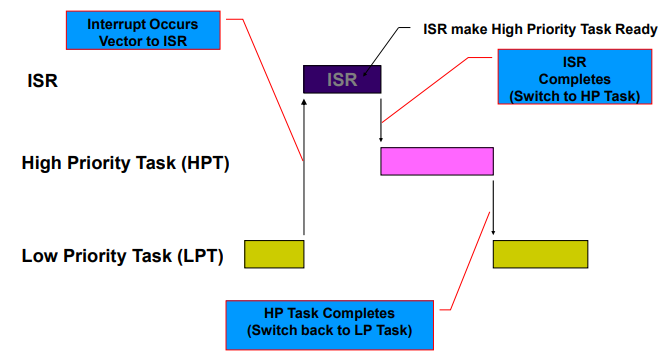 Interrupt Occurs
Vector to ISR
ISR make High Priority Task Ready
ISR
ISR
ISR
Completes
(Switch to HP Task)
High Priority Task (HPT)
Low Priority Task (LPT)
HP Task Completes
(Switch back to LP Task)